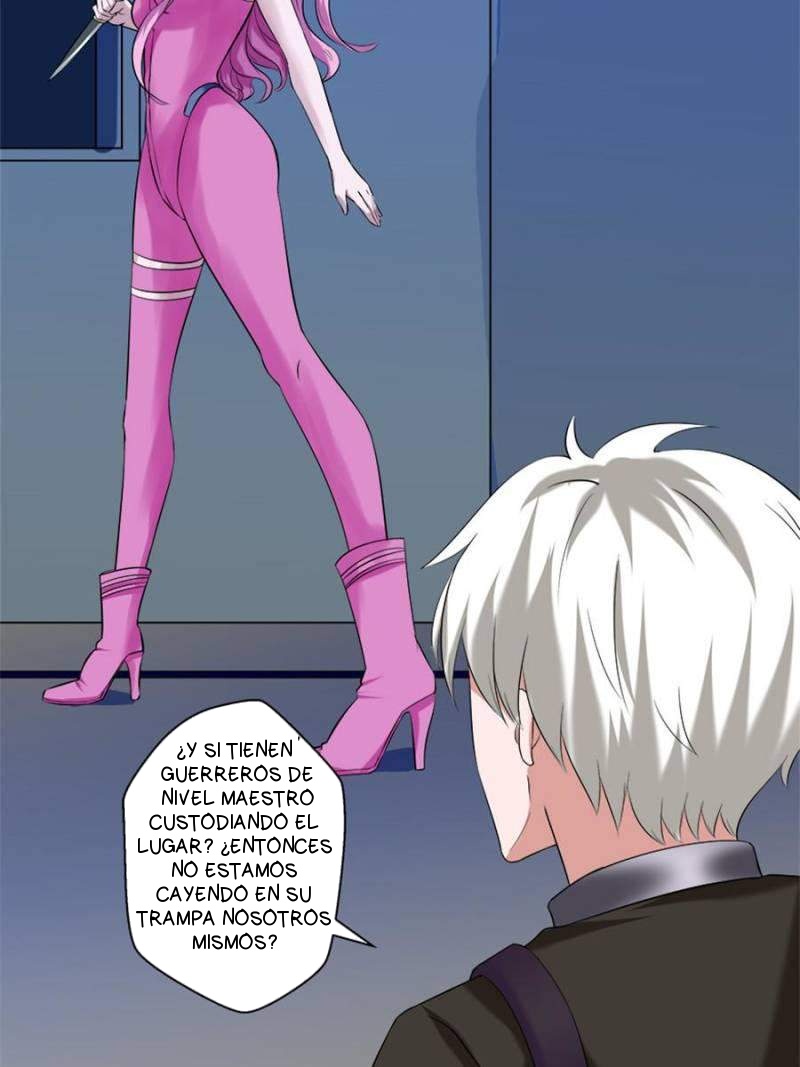 ¿Y SI TIENEN
GUERREROS DE
NIVEL MAESTRO
CUSTODIANDO EL
LUGAR? ¿ENTONCES
NO ESTAMOS
CAYENDO EN SU
TRAMPA NOSOTROS
MISMOS?